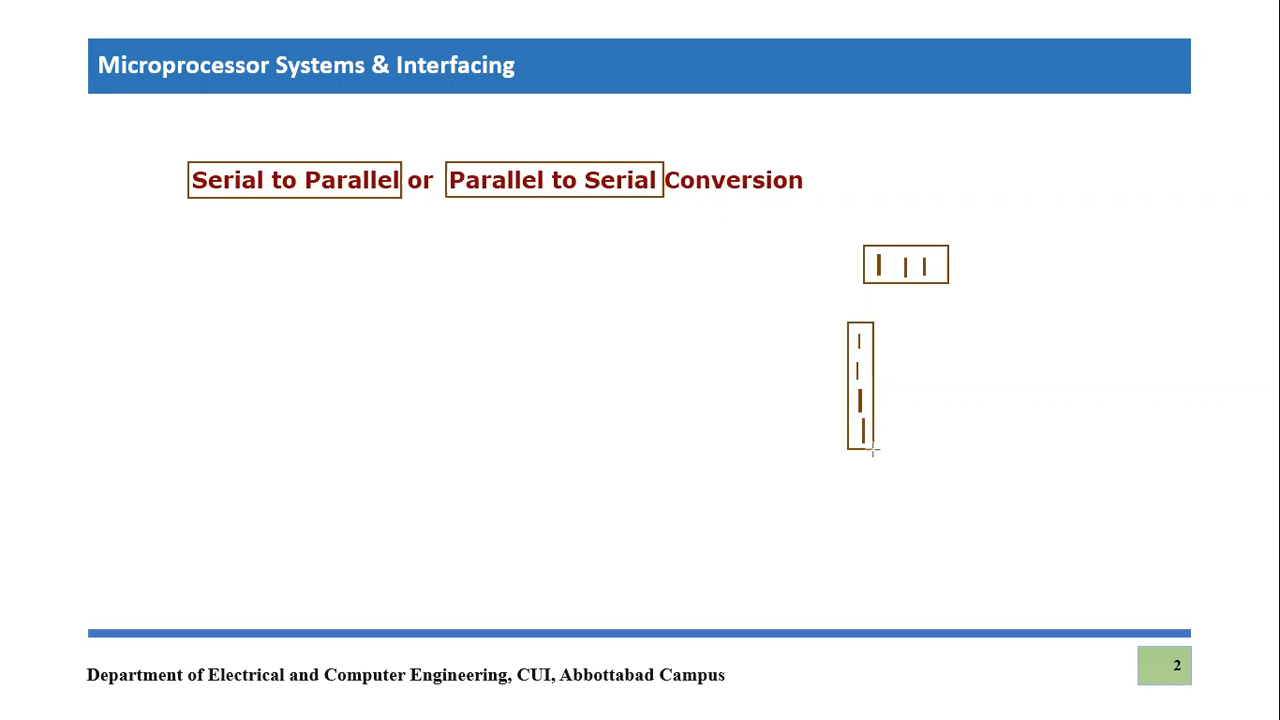 Microprocessor Systems & Interfacing
Serial to Parallel or Parallel to Serial Conversion
| | |
|
|
|
|
Department of Electrical and Computer Engineering, CUI, Abbottabad Campus
2